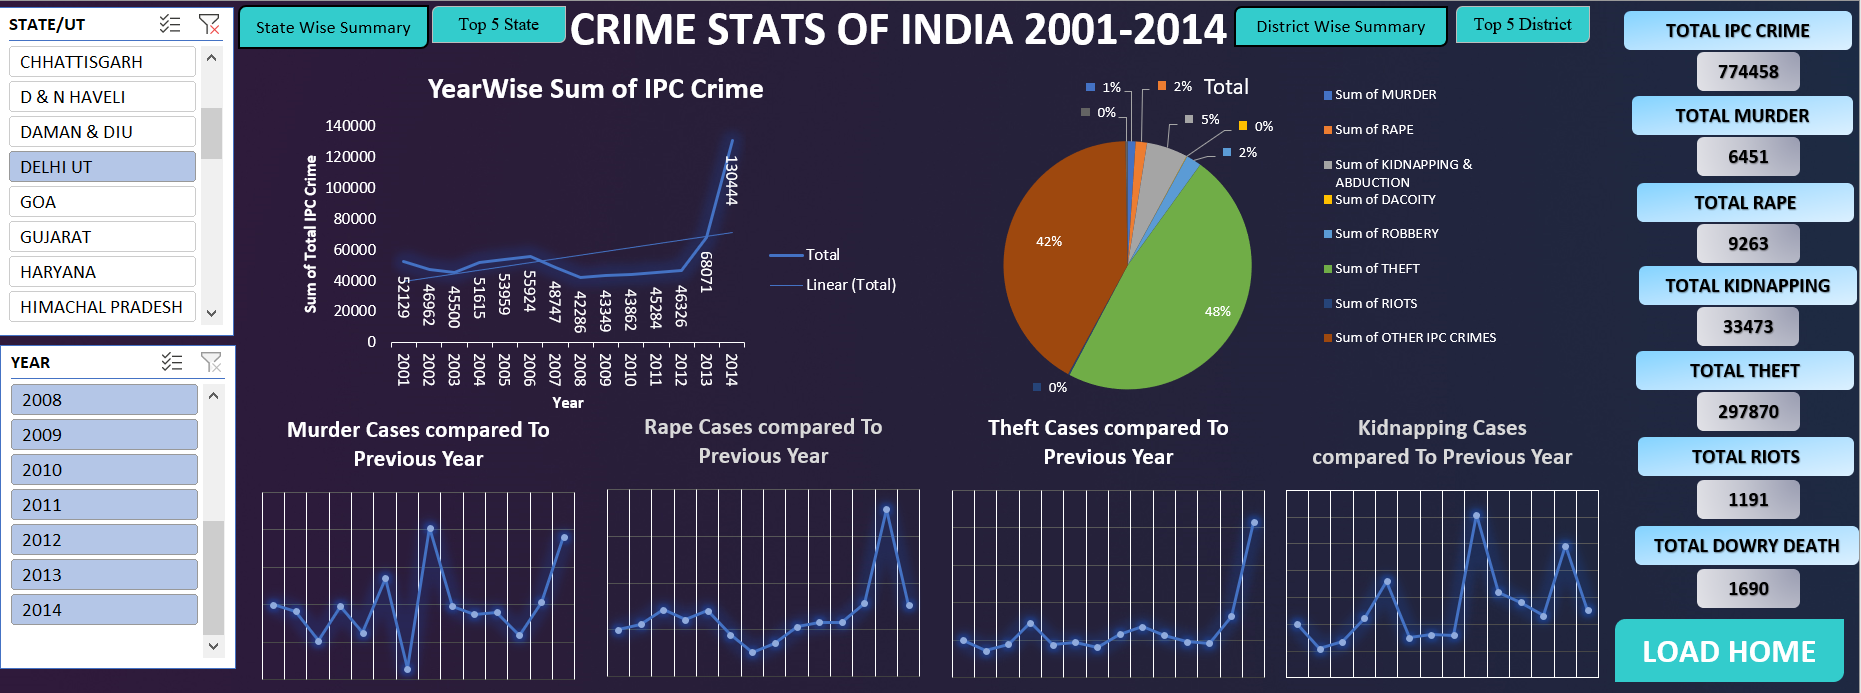 STATE/UT
CHHATTISGARH
D & N HAVELI
DAMAN & DIU
DELHI UT
GOA
GUJARAT
HARYANA
HIMACHAL PRADESH
YEAR
2008
2009
2010
2011
2012
2013
2014
State Wise Summary
Top 5 State
CRIME STATS OF INDIA 2001-2014
District Wise Summary
Top 5 District
YearWise Sum of IPC Crime
Sum of Total IPC Crime
140000
120000
100000
80000
60000
40000
20000
0
52129
46962
45500
51615
53959
55924
48747
42286
43349
43862
45284
46326
68071
130444
2001
2002
2003
2004
2005
2006
2007
2008
2009
2010
2011
2012
2013
2014
Year
Total
Linear (Total)
Total
1%
2%
0%
5%
0%
2%
42%
48%
0%
Sum of MURDER
Sum of RAPE
Sum of KIDNAPPING &
ABDUCTION
Sum of DACOITY
Sum of ROBBERY
Sum of THEFT
Sum of RIOTS
Sum of OTHER IPC CRIMES
Murder Cases compared To
Previous Year
Rape Cases compared To
Previous Year
Theft Cases compared To
Previous Year
Kidnapping Cases
compared To Previous Year
TOTAL IPC CRIME
774458
TOTAL MURDER
6451
TOTAL RAPE
9263
TOTAL KIDNAPPING
33473
TOTAL THEFT
297870
TOTAL RIOTS
1191
TOTAL DOWRY DEATH
1690
LOAD HOME